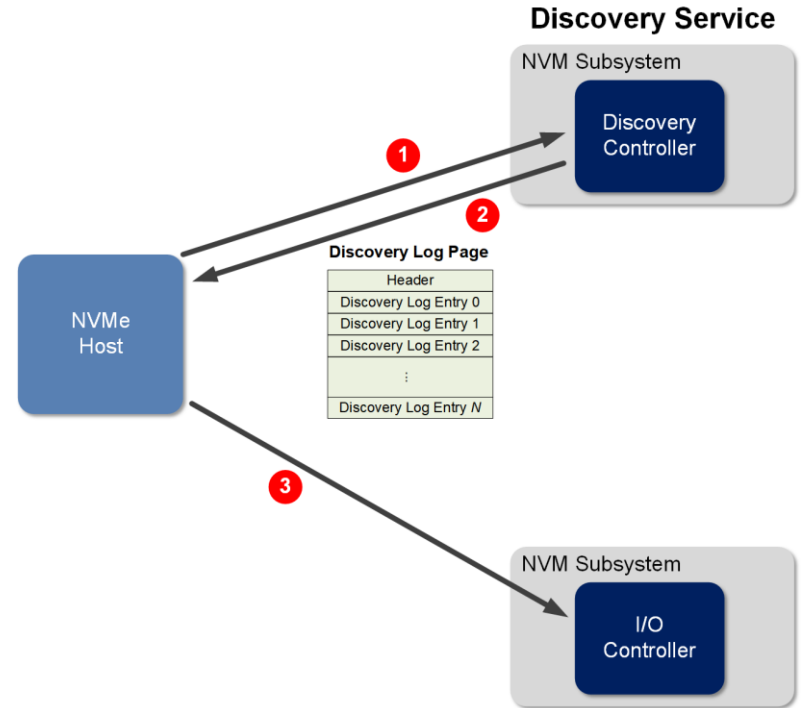 Discovery Service
NVM Subsystem
Discovery
Controller
1
2
Discovery Log Page
Header
Discovery Log Entry 0
Discovery Log Entry 1
Discovery Log Entry 2
⋮
Discovery Log Entry N
NVMe
Host
3
NVM Subsystem
I/O
Controller